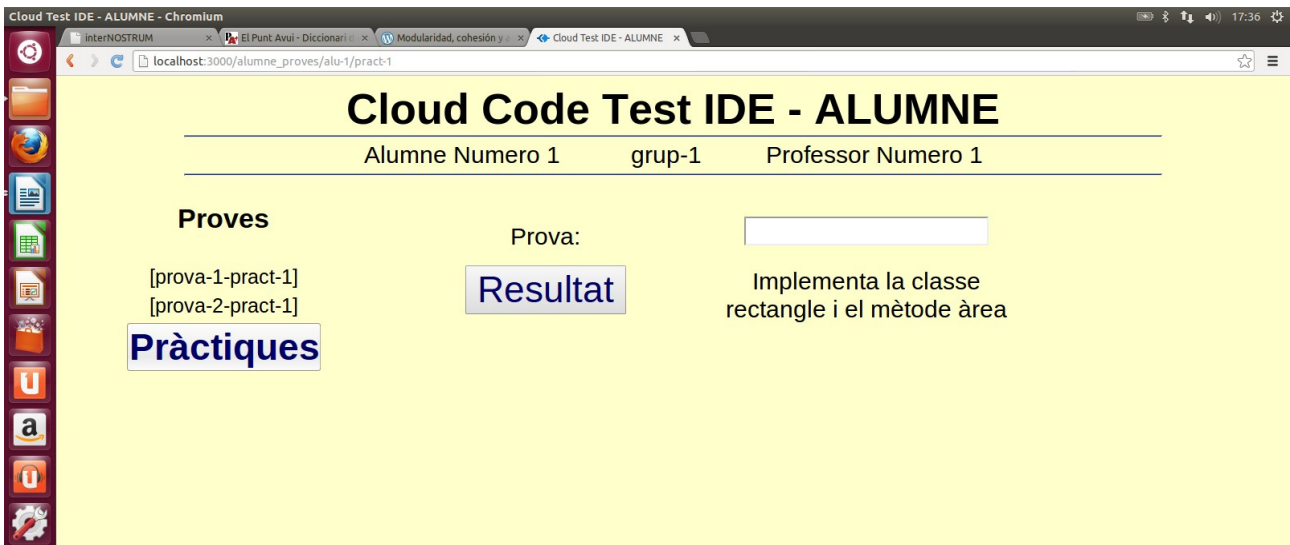 Cloud Test IDE - ALUMNE - Chromium
17:36
interNOSTRUM
El Punt Avui - Diccionari d
Modularidad, cohesión y a
Cloud Test IDE - ALUMNE
localhost:3000/alumne_proves/alu-1/pract-1
Cloud Code Test IDE - ALUMNE
Alumne Numero 1 grup-1 Professor Numero 1
Proves
[prova-1-pract-1]
[prova-2-pract-1]
Pràctiques
Prova:
Resultat
Implementa la classe
rectangle i el mètode àrea